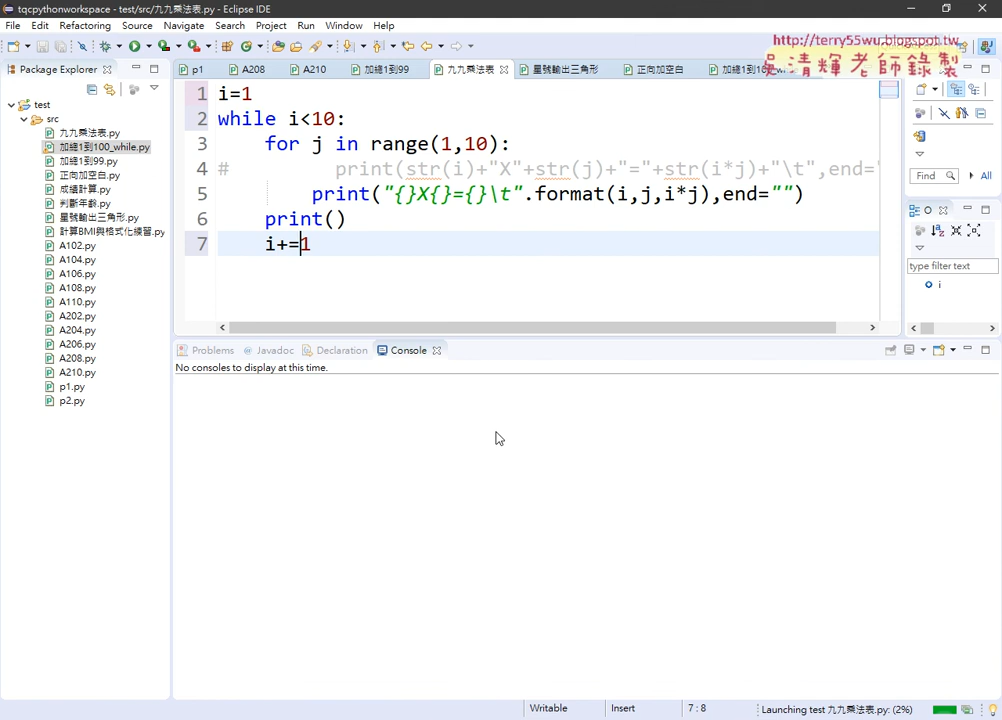 tqcpythonworkspace - test/src/九九乘法表.py - Eclipse IDE
File Edit Refactoring Source Navigate Search Project Run Window Help
http://terry55wu.blogspot.tw
吳清輝老師錄製
Package Explorer
p1 A208 A210 加總1到99 九九乘法表 星號輸出三角形 正向加空白 加總1到
test
src
九九乘法表.py
加總1到100_while.py
加總1到99.py
正向加空白.py
成績計算.py
判斷年齡.py
星號輸出三角形.py
計算BMI與格式化練習.py
A102.py
A104.py
A106.py
A108.py
A110.py
A202.py
A204.py
A206.py
A208.py
A210.py
p1.py
p2.py
1 i=1
2 while i<10:
3 for j in range(1,10):
4 # print(str(i)+"X"+str(j)+"="+str(i*j)+"\t",end="
5 print("{}X{}={}\t".format(i,j,i*j),end="")
6 print()
7 i+=1
Find All
type filter text
i
Problems Javadoc Declaration Console
No consoles to display at this time.
Writable Insert 7 : 8 Launching test 九九乘法表.py: (2%)